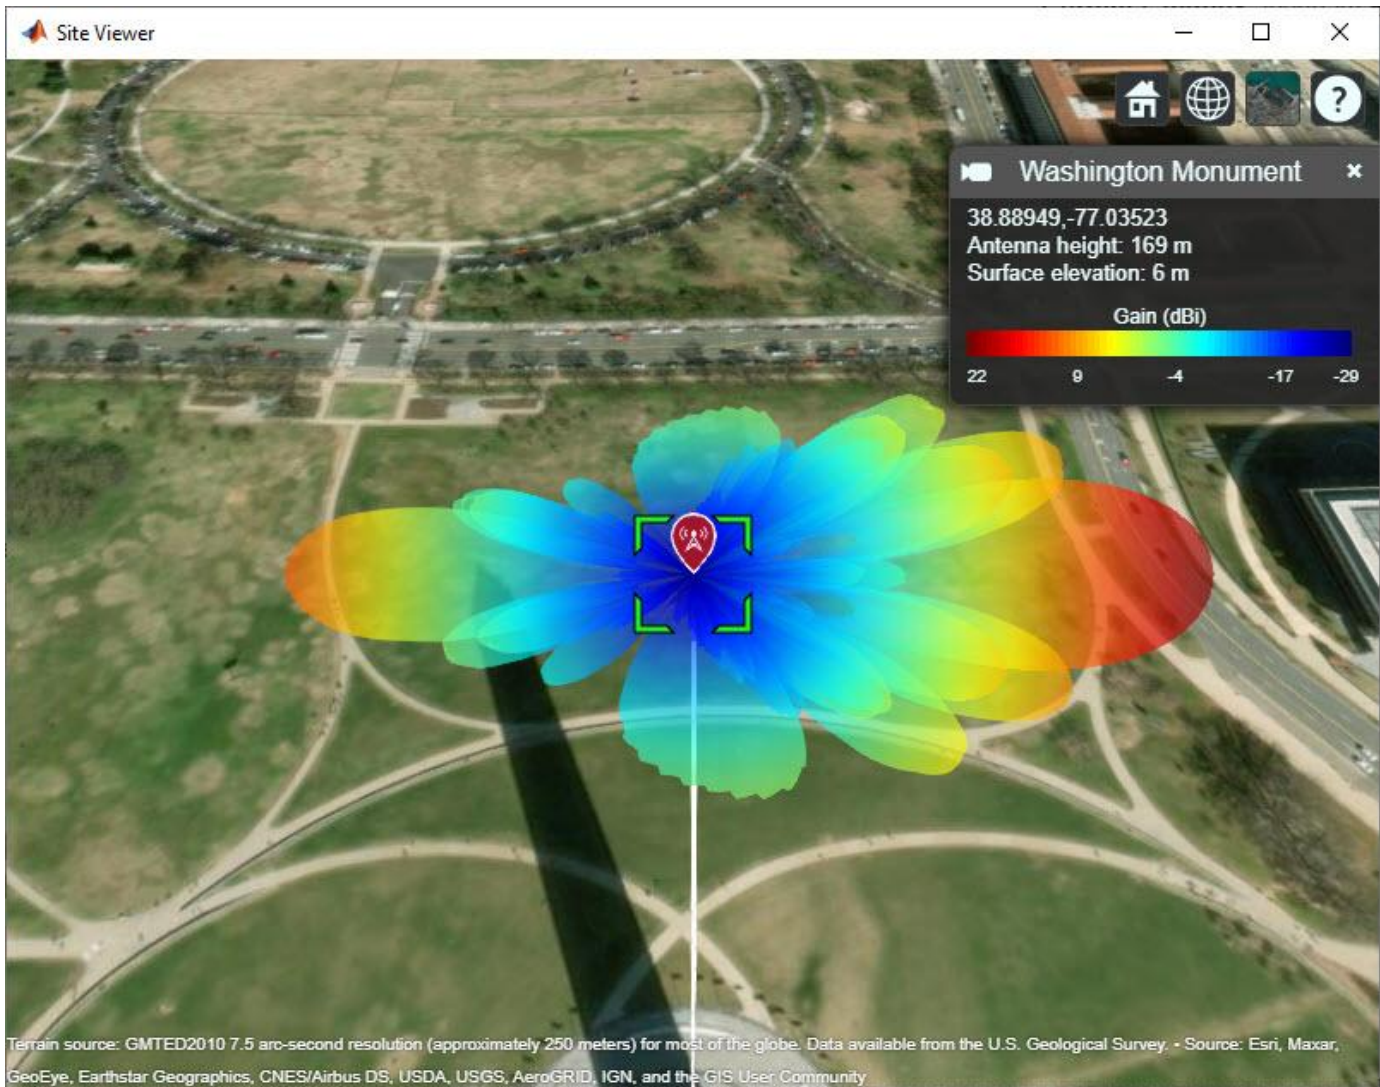 Site Viewer
Washington Monument
38.88949,-77.03523
Antenna height: 169 m
Surface elevation: 6 m
Gain (dBi)
22 9 -4 -17 -29
Terrain source: GMTED2010 7.5 arc-second resolution (approximately 250 meters) for most of the globe. Data available from the U.S. Geological Survey. • Source: Esri, Maxar,
GeoEye, Earthstar Geographics, CNES/Airbus DS, USDA, USGS, AeroGRID, IGN, and the GIS User Community